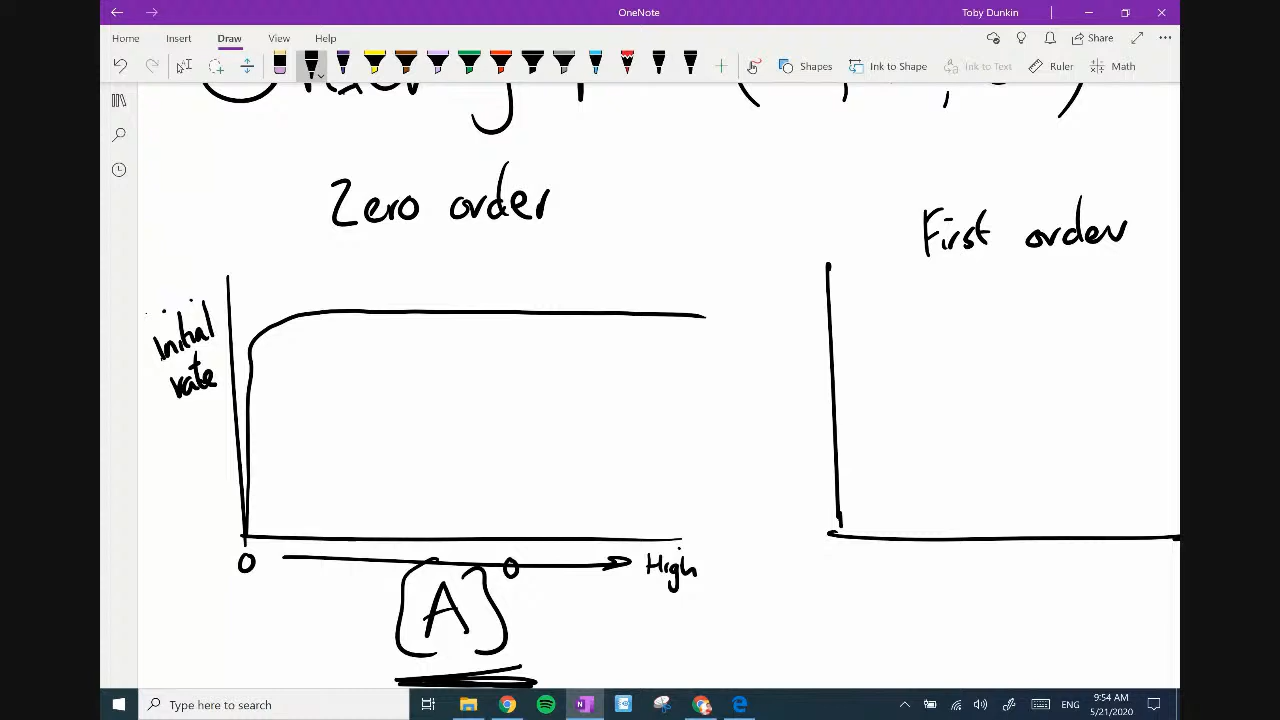 OneNote
Toby Dunkin
Home Insert Draw View Help
Share
Shapes
Ink to Shape
Ink to Text
Ruler
Math
Zero order
First order
Initial
rate
0
0
High
[A]
Type here to search
ENG
9:54 AM
5/21/2020